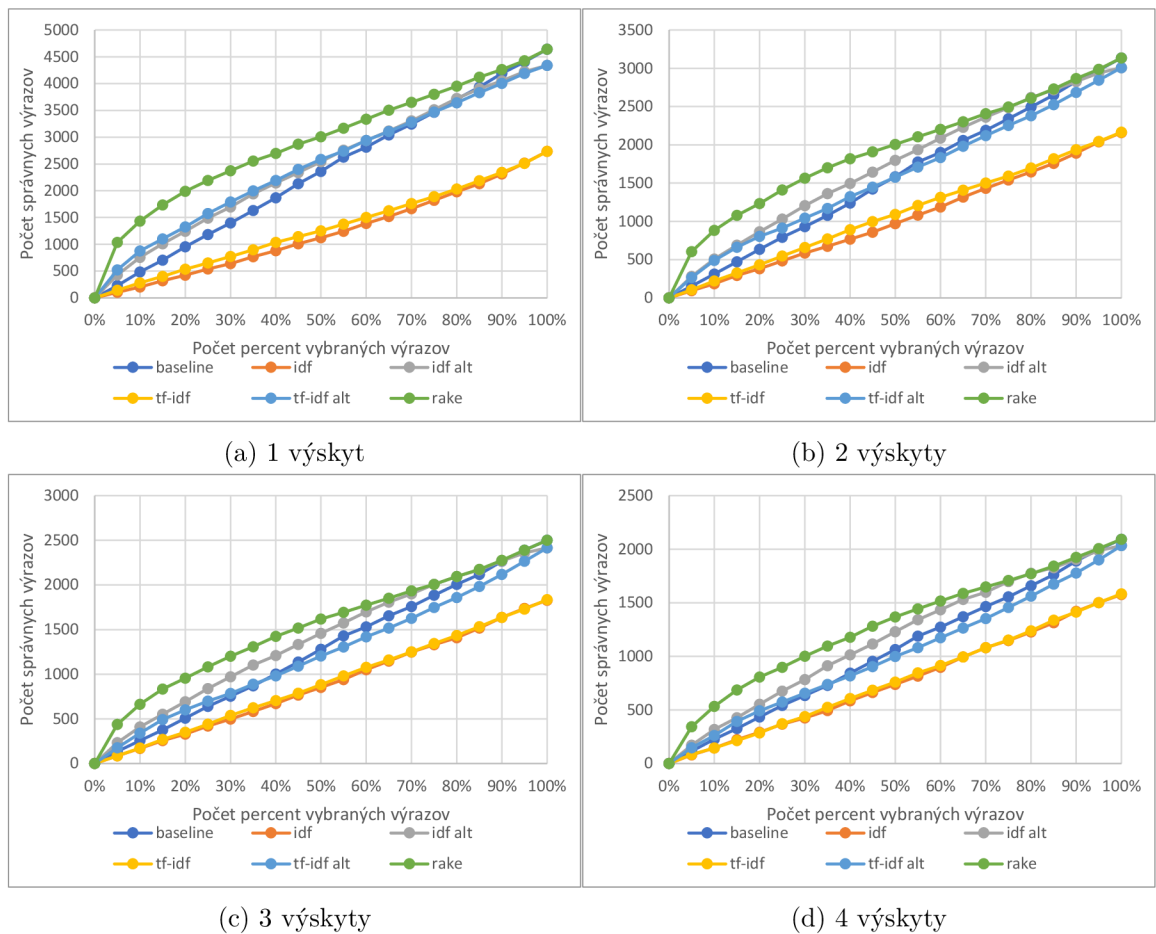 5000
4500
4000
3500
3000
2500
2000
1500
1000
500
0
Počet správnych výrazov
0% 10% 20% 30% 40% 50% 60% 70% 80% 90% 100%
Počet percent vybraných výrazov
baseline idf idf alt
tf-idf tf-idf alt rake
(a) 1 výskyt
3500
3000
2500
2000
1500
1000
500
0
Počet správnych výrazov
0% 10% 20% 30% 40% 50% 60% 70% 80% 90% 100%
Počet percent vybraných výrazov
baseline idf idf alt
tf-idf tf-idf alt rake
(b) 2 výskyty
3000
2500
2000
1500
1000
500
0
Počet správnych výrazov
0% 10% 20% 30% 40% 50% 60% 70% 80% 90% 100%
Počet percent vybraných výrazov
baseline idf idf alt
tf-idf tf-idf alt rake
(c) 3 výskyty
2500
2000
1500
1000
500
0
Počet správnych výrazov
0% 10% 20% 30% 40% 50% 60% 70% 80% 90% 100%
Počet percent vybraných výrazov
baseline idf idf alt
tf-idf tf-idf alt rake
(d) 4 výskyty